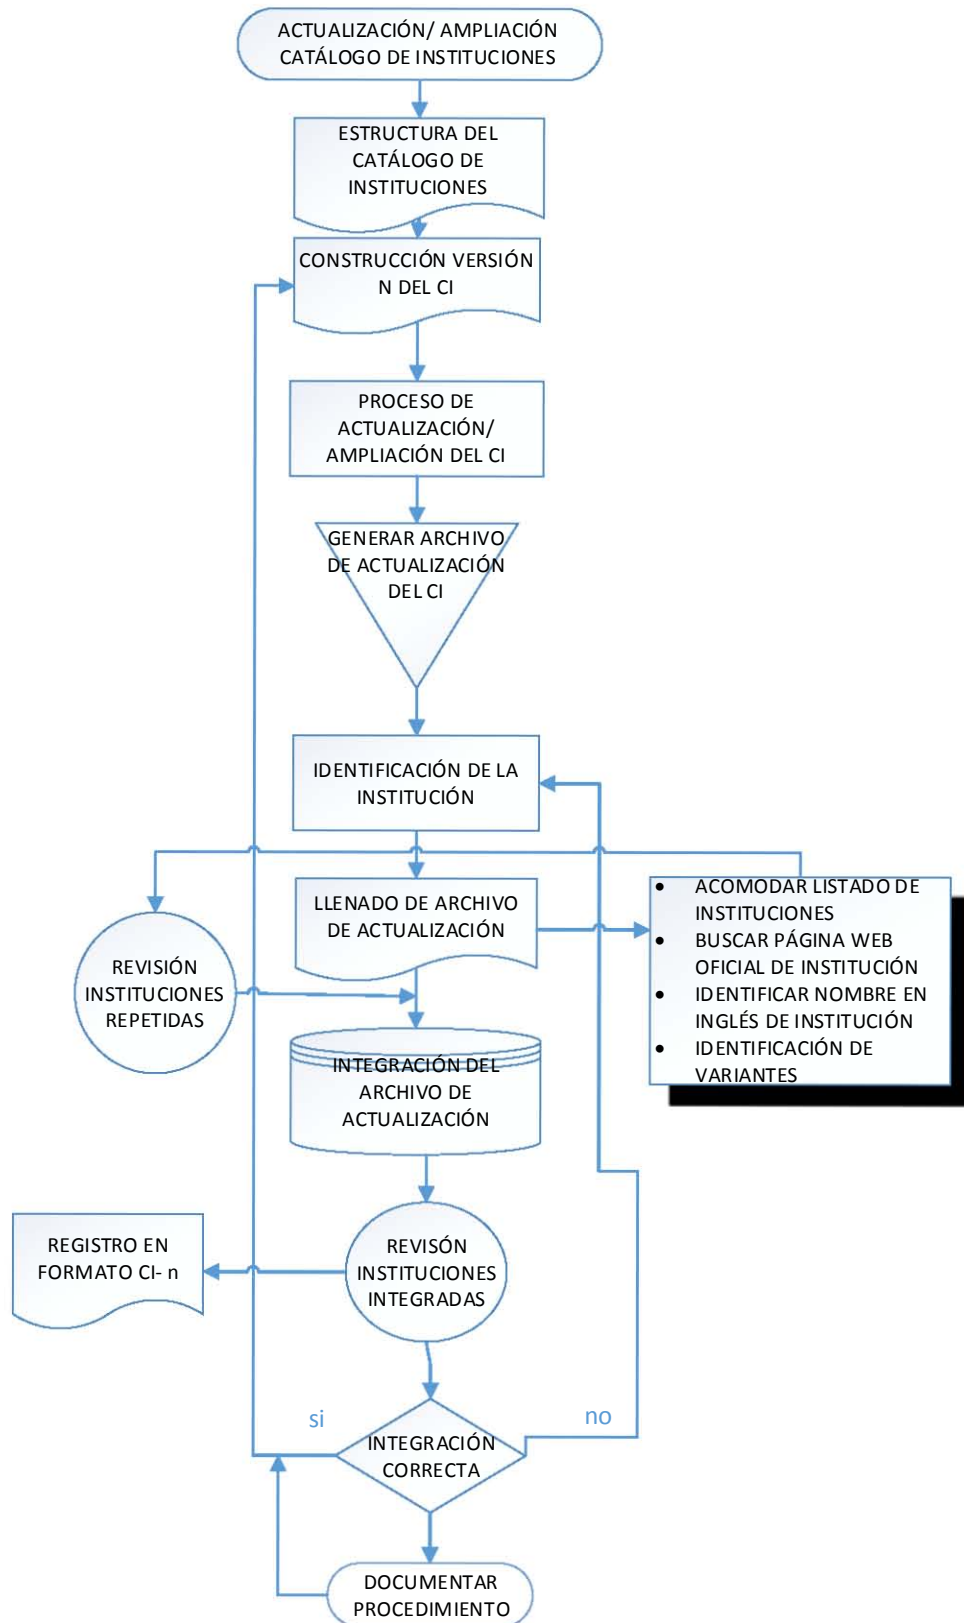 ACTUALIZACIÓN/ AMPLIACIÓN
CATÁLOGO DE INSTITUCIONES
ESTRUCTURA DEL
CATÁLOGO DE
INSTITUCIONES
CONSTRUCCIÓN VERSIÓN
N DEL CI
PROCESO DE
ACTUALIZACIÓN/
AMPLIACIÓN DEL CI
GENERAR ARCHIVO
DE ACTUALIZACIÓN
DEL CI
IDENTIFICACIÓN DE LA
INSTITUCIÓN
LLENADO DE ARCHIVO
DE ACTUALIZACIÓN
• ACOMODAR LISTADO DE
INSTITUCIONES
• BUSCAR PÁGINA WEB
OFICIAL DE INSTITUCIÓN
• IDENTIFICAR NOMBRE EN
INGLÉS DE INSTITUCIÓN
• IDENTIFICACIÓN DE
VARIANTES
REVISIÓN
INSTITUCIONES
REPETIDAS
INTEGRACIÓN DEL
ARCHIVO DE
ACTUALIZACIÓN
REVISÓN
INSTITUCIONES
INTEGRADAS
REGISTRO EN
FORMATO CI- n
si
no
INTEGRACIÓN
CORRECTA
DOCUMENTAR
PROCEDIMIENTO